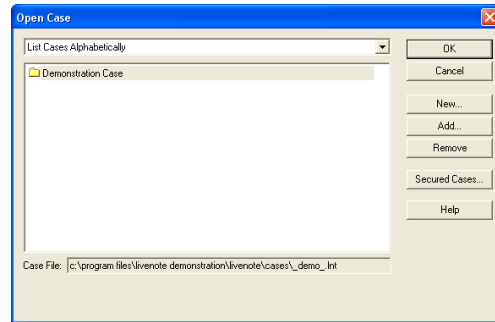 Open Case
List Cases Alphabetically
OK
Demonstration Case
Cancel
New...
Add...
Remove
Secured Cases...
Help
Case File: c:\program files\livenote demonstration\livenote\cases\_demo_.lnt